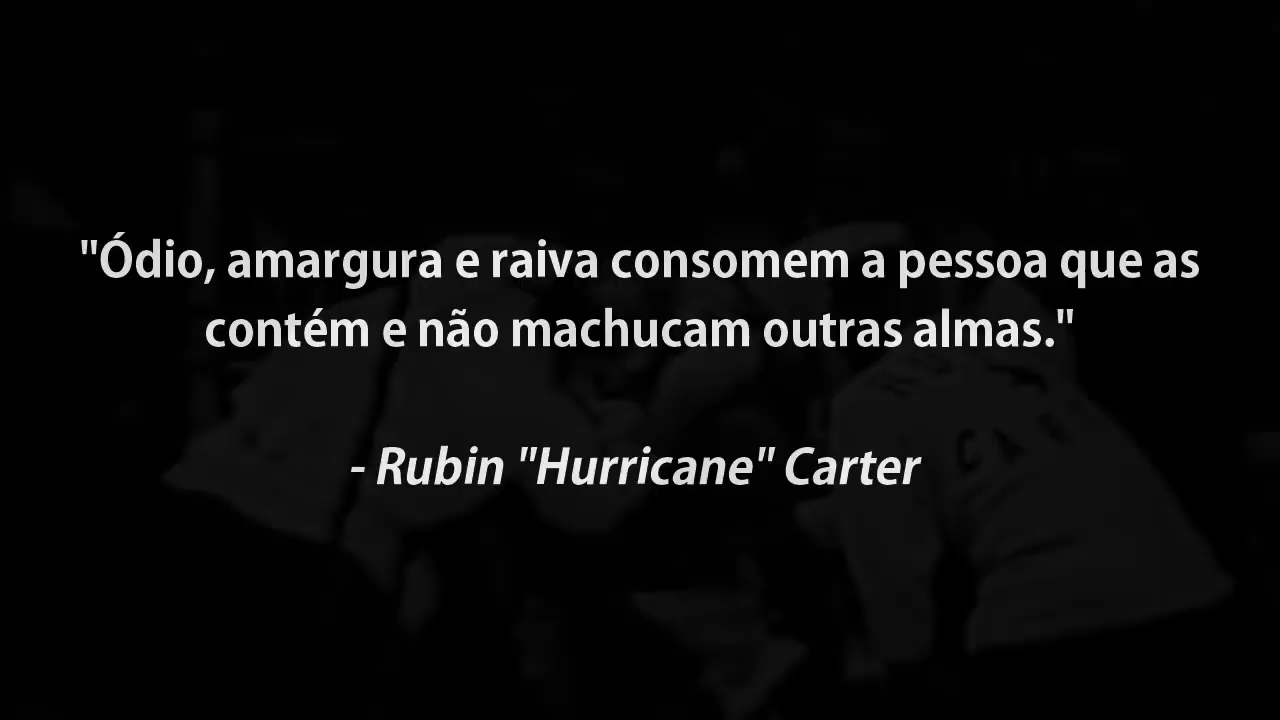 "Ódio, amargura e raiva consomem a pessoa que as
contém e não machucam outras almas."
- Rubin "Hurricane" Carter